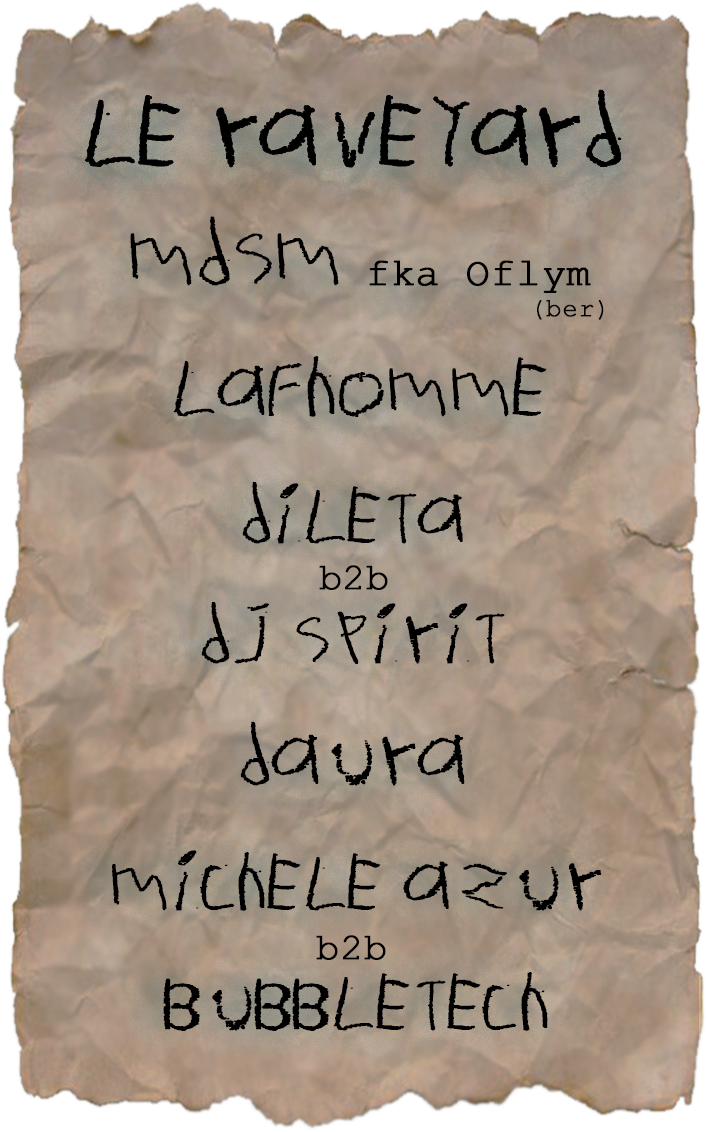 LE raveYard
mdsm fka Oflym
(ber)
LaFhommE
diLETa
b2b
dJ SPiriT
daura
michELE azur
b2b
BUBBLETECh